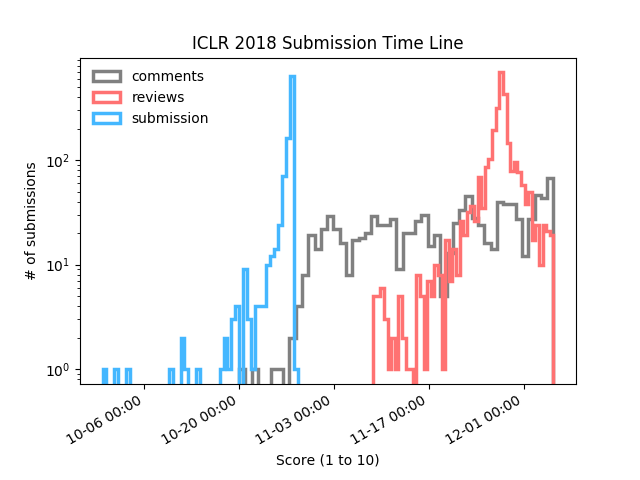 ICLR 2018 Submission Time Line
comments
reviews
submission
# of submissions
10²
10¹
10⁰
10-06 00:00
10-20 00:00
11-03 00:00
11-17 00:00
12-01 00:00
Score (1 to 10)